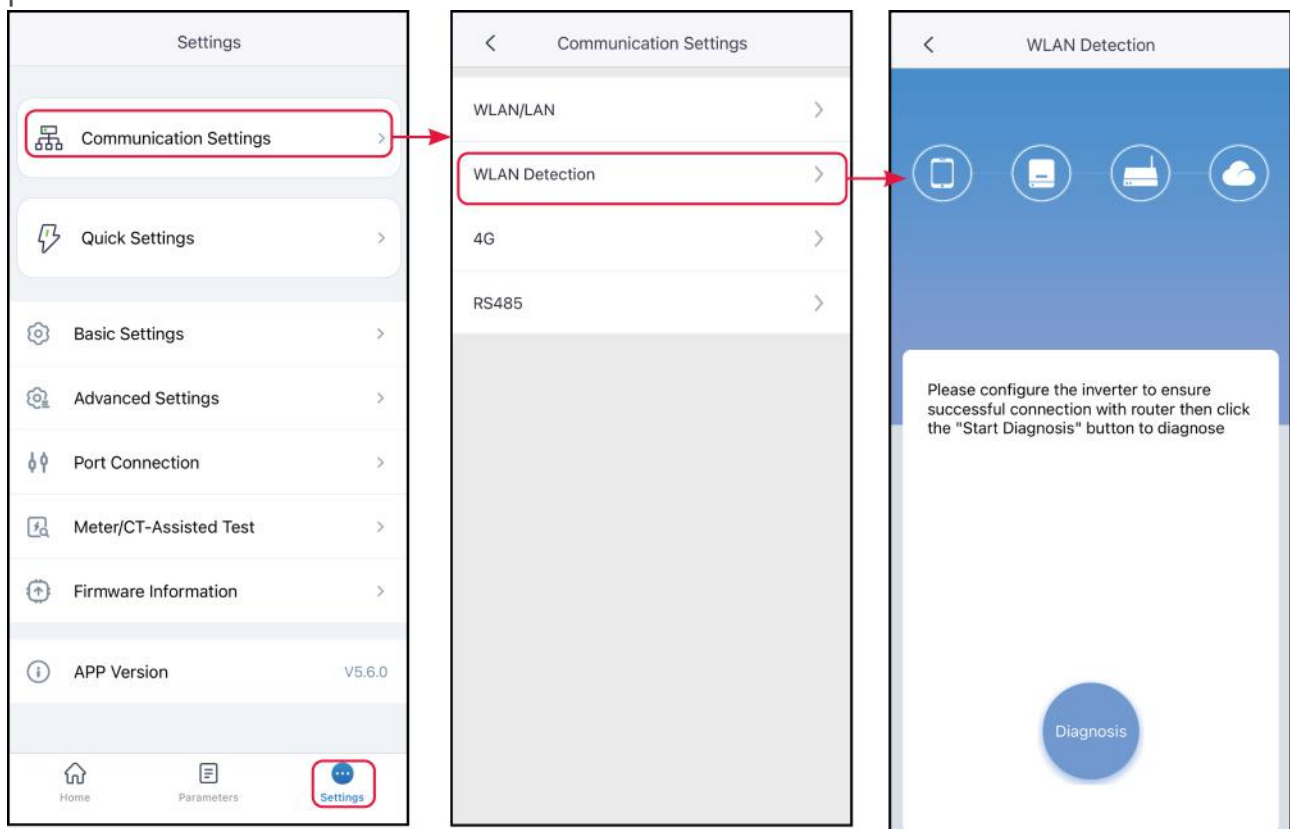 Settings
Communication Settings
Quick Settings
Basic Settings
Advanced Settings
Port Connection
Meter/CT-Assisted Test
Firmware Information
APP Version V5.6.0
Home Parameters Settings
Communication Settings
WLAN/LAN
WLAN Detection
4G
RS485
WLAN Detection
Please configure the inverter to ensure
successful connection with router then click
the "Start Diagnosis" button to diagnose
Diagnosis